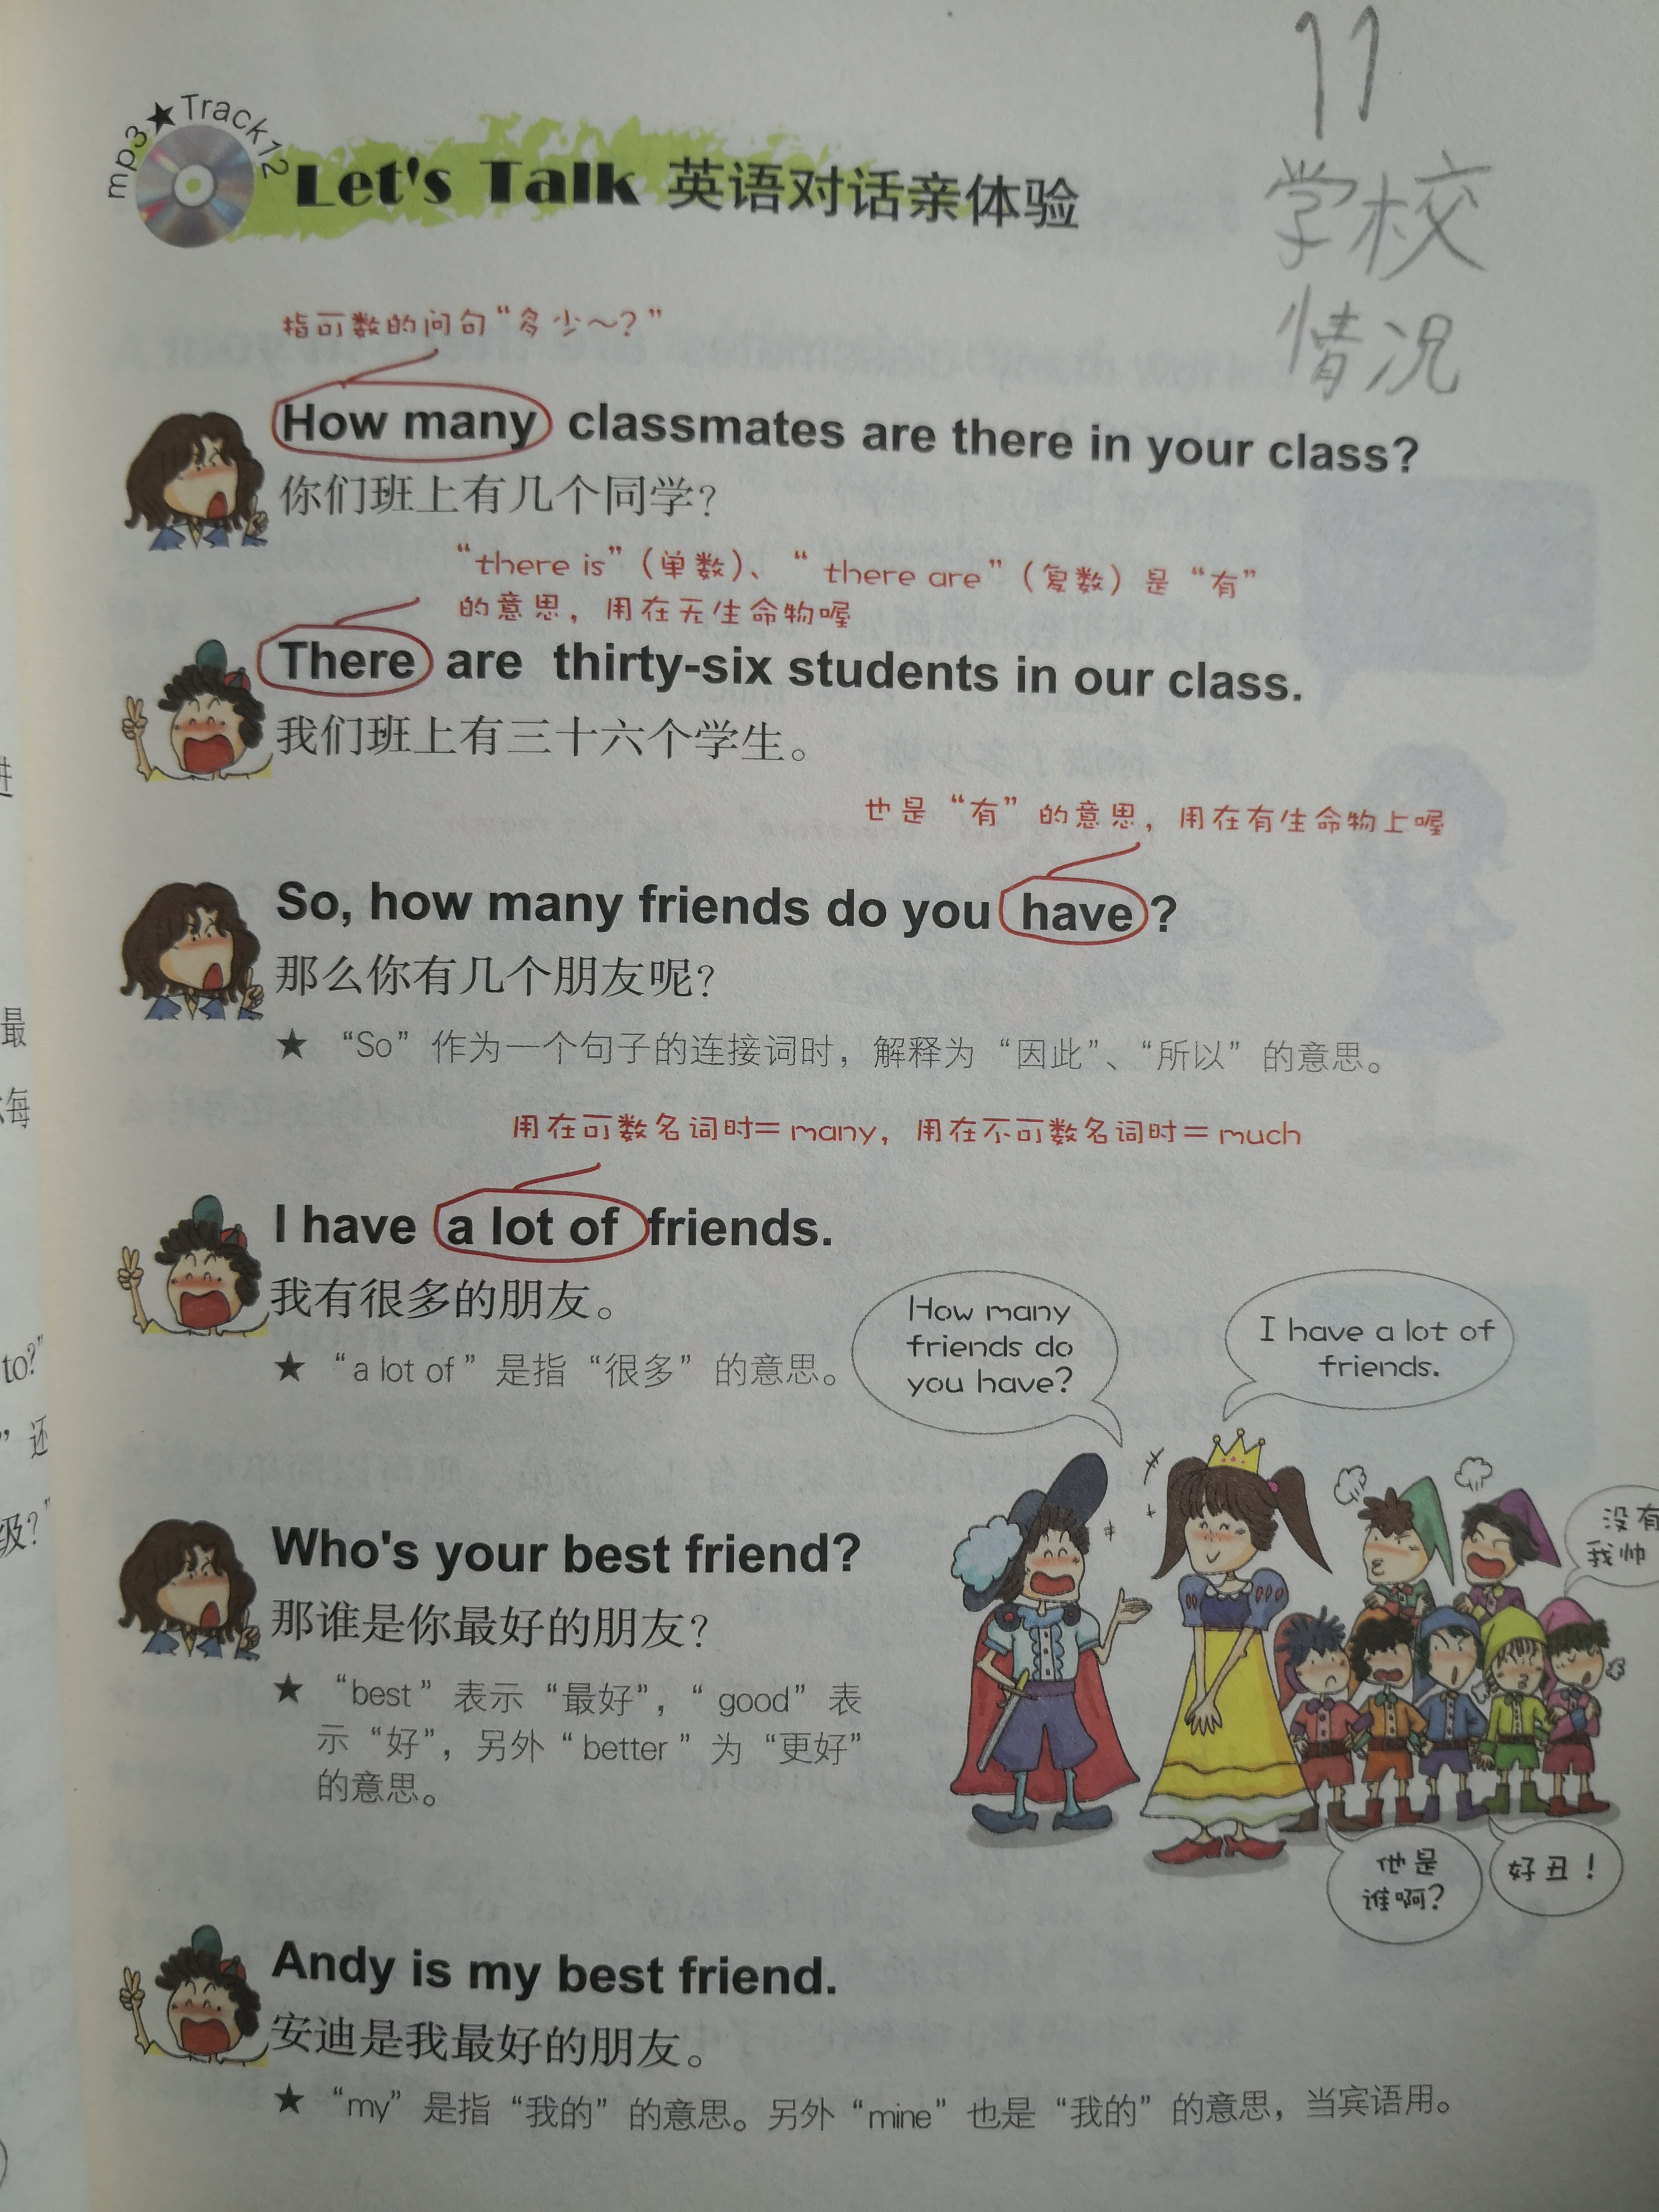 11
学校
情况
mp3★Track12
Let's Talk 英语对话亲体验
指可数的问句“多少~?”
How many classmates are there in your class?
你们班上有几个同学?
“there is”（单数）、“there are”（复数）是“有”
的意思，用在无生命物喔
There are thirty-six students in our class.
我们班上有三十六个学生。
也是“有”的意思，用在有生命物上喔
So, how many friends do you have?
那么你有几个朋友呢?
★ “So”作为一个句子的连接词时，解释为“因此”、“所以”的意思。
用在可数名词时=many，用在不可数名词时=much
I have a lot of friends.
我有很多的朋友。
★ “a lot of”是指“很多”的意思。
How many
friends do
you have?
I have a lot of
friends.
没有
我帅
Who's your best friend?
那谁是你最好的朋友?
★ “best”表示“最好”，“good”表
示“好”，另外“better”为“更好”
的意思。
他是
谁啊?
好丑!
Andy is my best friend.
安迪是我最好的朋友。
★ “my”是指“我的”的意思。另外“mine”也是“我的”的意思，当宾语用。
最
每
to?”
”还
级?”